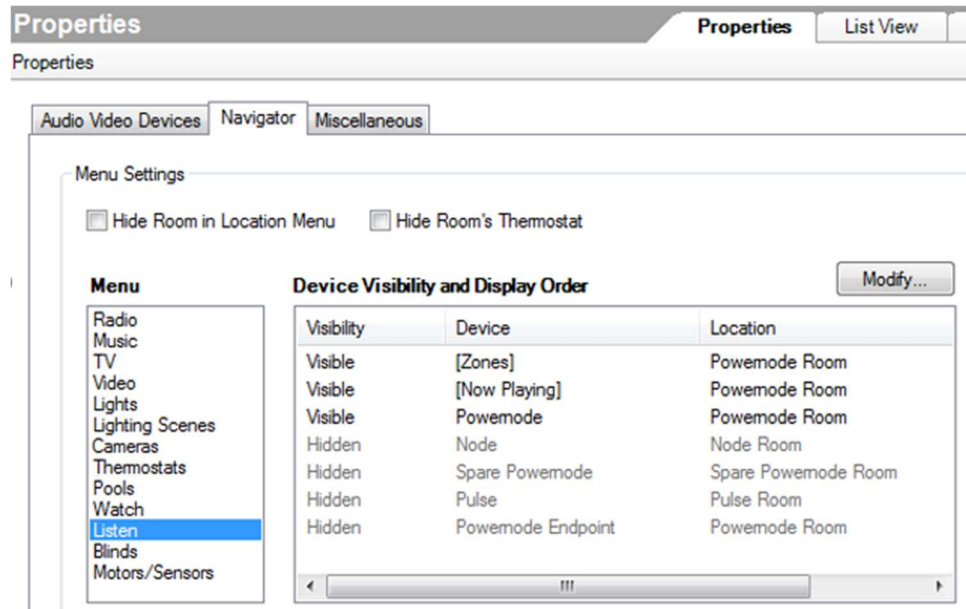 Properties
Properties List View
Properties
Audio Video Devices Navigator Miscellaneous
Menu Settings
Hide Room in Location Menu Hide Room's Thermostat
Modify...
Menu
Device Visibility and Display Order
Radio
Music
TV
Video
Lights
Lighting Scenes
Cameras
Thermostats
Pools
Watch
Listen
Blinds
Motors/Sensors
Visibility Device Location
Visible [Zones] Powernode Room
Visible [Now Playing] Powernode Room
Visible Powernode Powernode Room
Hidden Node Node Room
Hidden Spare Powernode Spare Powernode Room
Hidden Pulse Pulse Room
Hidden Powernode Endpoint Powernode Room